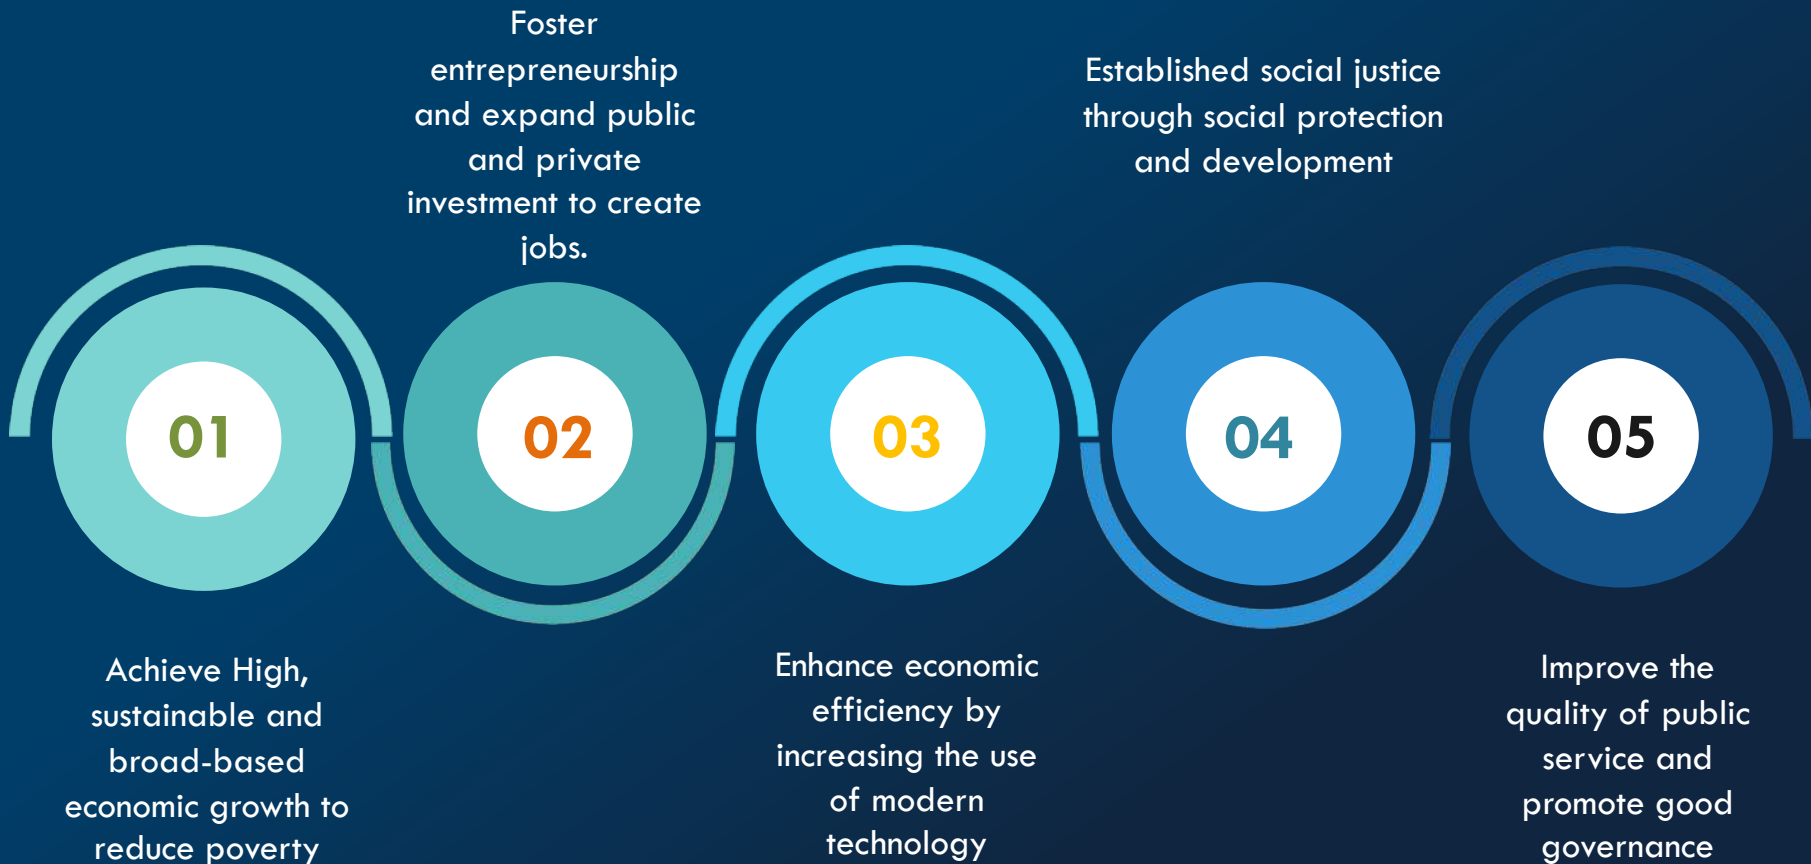 01
Achieve High,
sustainable and
broad-based
economic growth to
reduce poverty
Foster
entrepreneurship
and expand public
and private
investment to create
jobs.
02
03
Enhance economic
efficiency by
increasing the use
of modern
technology
Established social justice
through social protection
and development
04
05
Improve the
quality of public
service and
promote good
governance